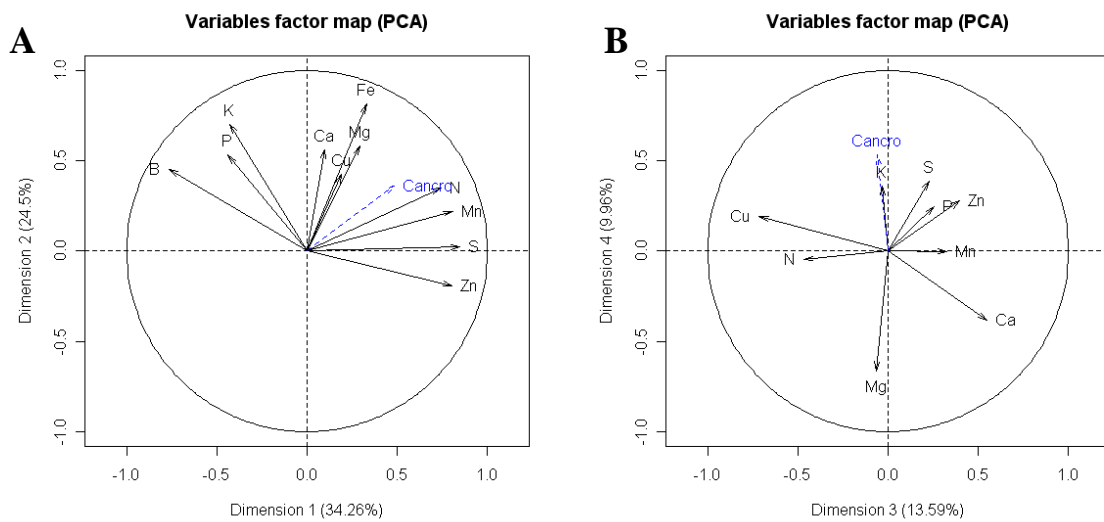 A
Variables factor map (PCA)
Dimension 2 (24.5%)
1.0
0.5
0.0
-0.5
-1.0
Fe
K
Mg
P
Ca
B
Cu
Cancro
N
Mn
S
Zn
-1.0 -0.5 0.0 0.5 1.0
Dimension 1 (34.26%)
B
Variables factor map (PCA)
Dimension 4 (9.96%)
1.0
0.5
0.0
-0.5
-1.0
Cancro
K
S
Zn
P
Cu
Mn
N
Ca
Mg
-1.0 -0.5 0.0 0.5 1.0
Dimension 3 (13.59%)